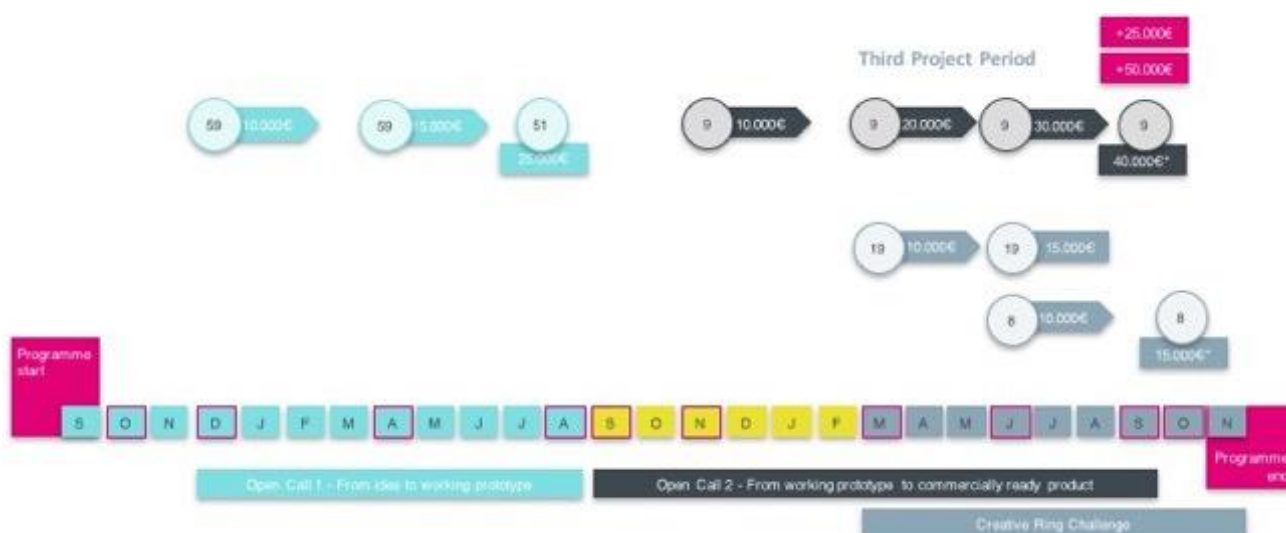 +25.000€
Third Project Period
+50.000€
59 10.000€
59 15.000€
51
25.000€
9 10.000€
9 20.000€
9 30.000€
9
40.000€*
19 10.000€
19 15.000€
8 10.000€
8
15.000€*
Programme
start
S O N D J F M A M J J A S O N D J F M A M J J A S O N
Programme
end
Open Call 1 - From idea to working prototype
Open Call 2 - From working prototype to commercially ready product
Creative Ring Challenge